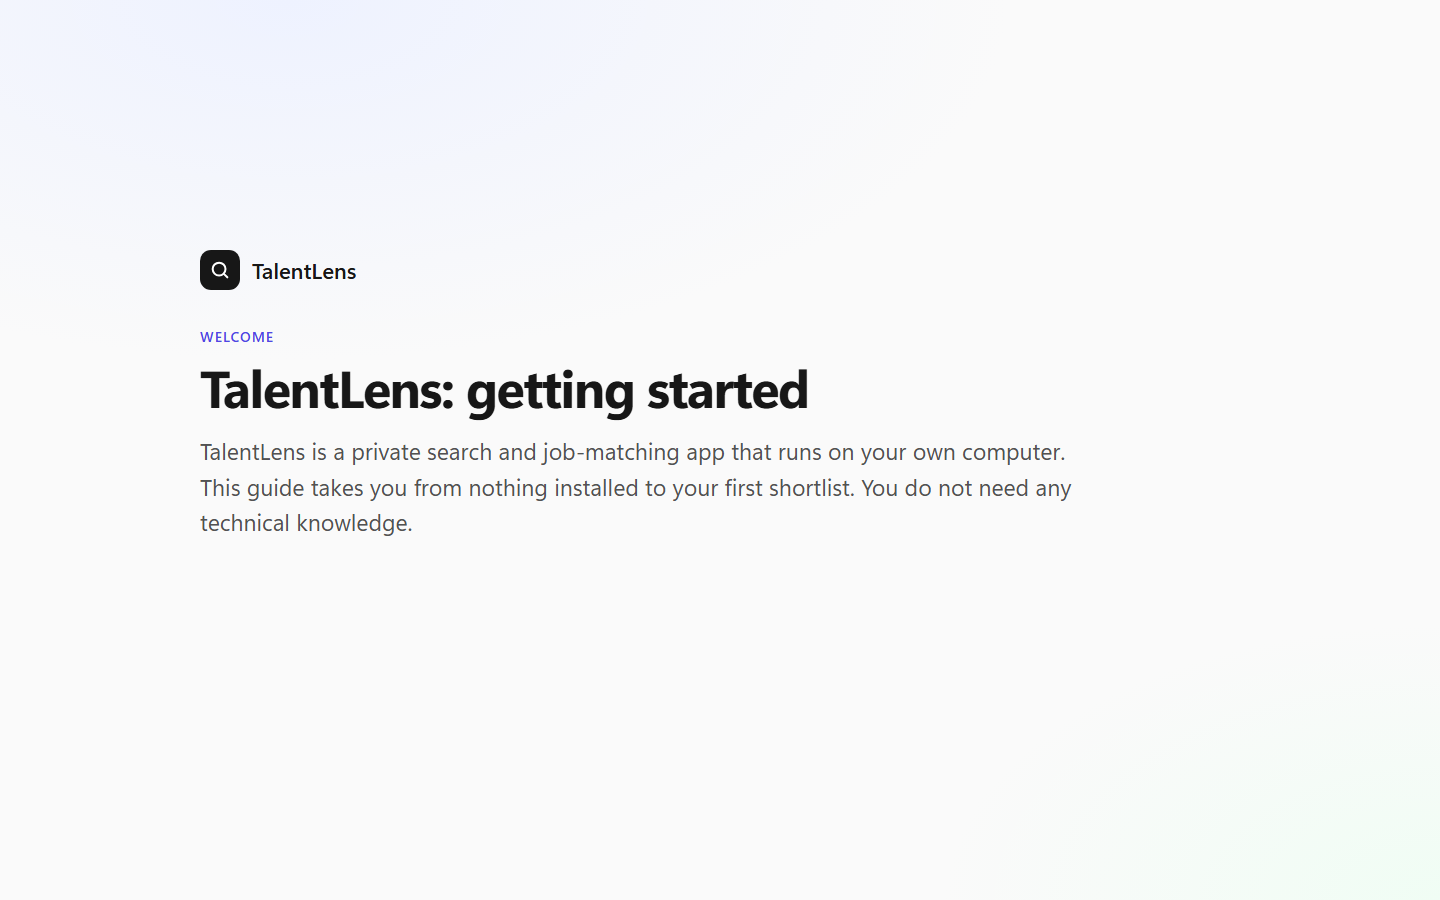 TalentLens
WELCOME
TalentLens: getting started
TalentLens is a private search and job-matching app that runs on your own computer.
This guide takes you from nothing installed to your first shortlist. You do not need any
technical knowledge.